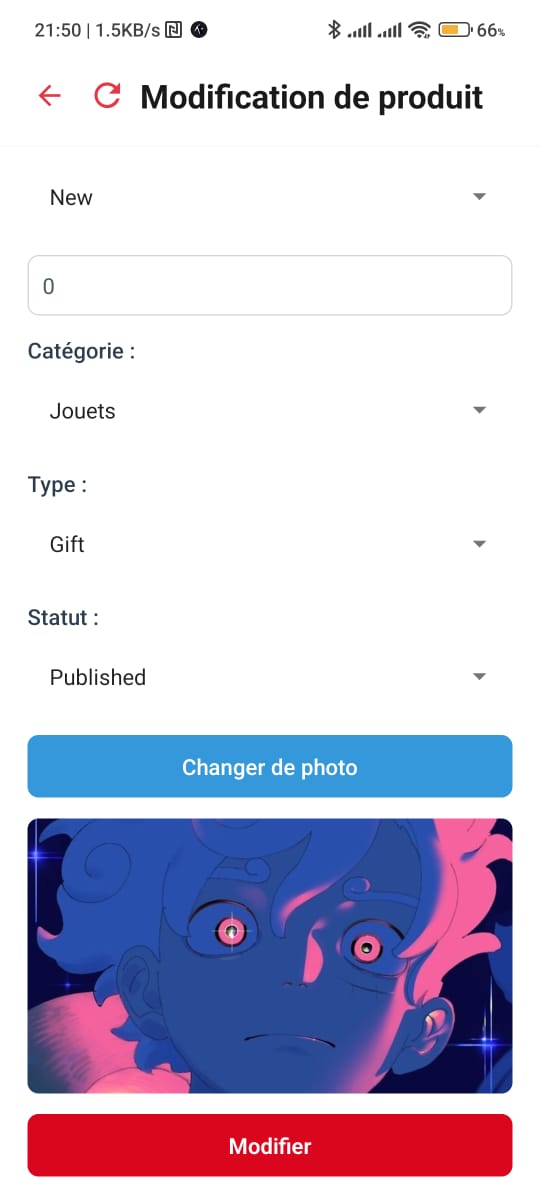 21:50 | 1.5KB/s
66%
Modification de produit
New
0
Catégorie :
Jouets
Type :
Gift
Statut :
Published
Changer de photo
Modifier